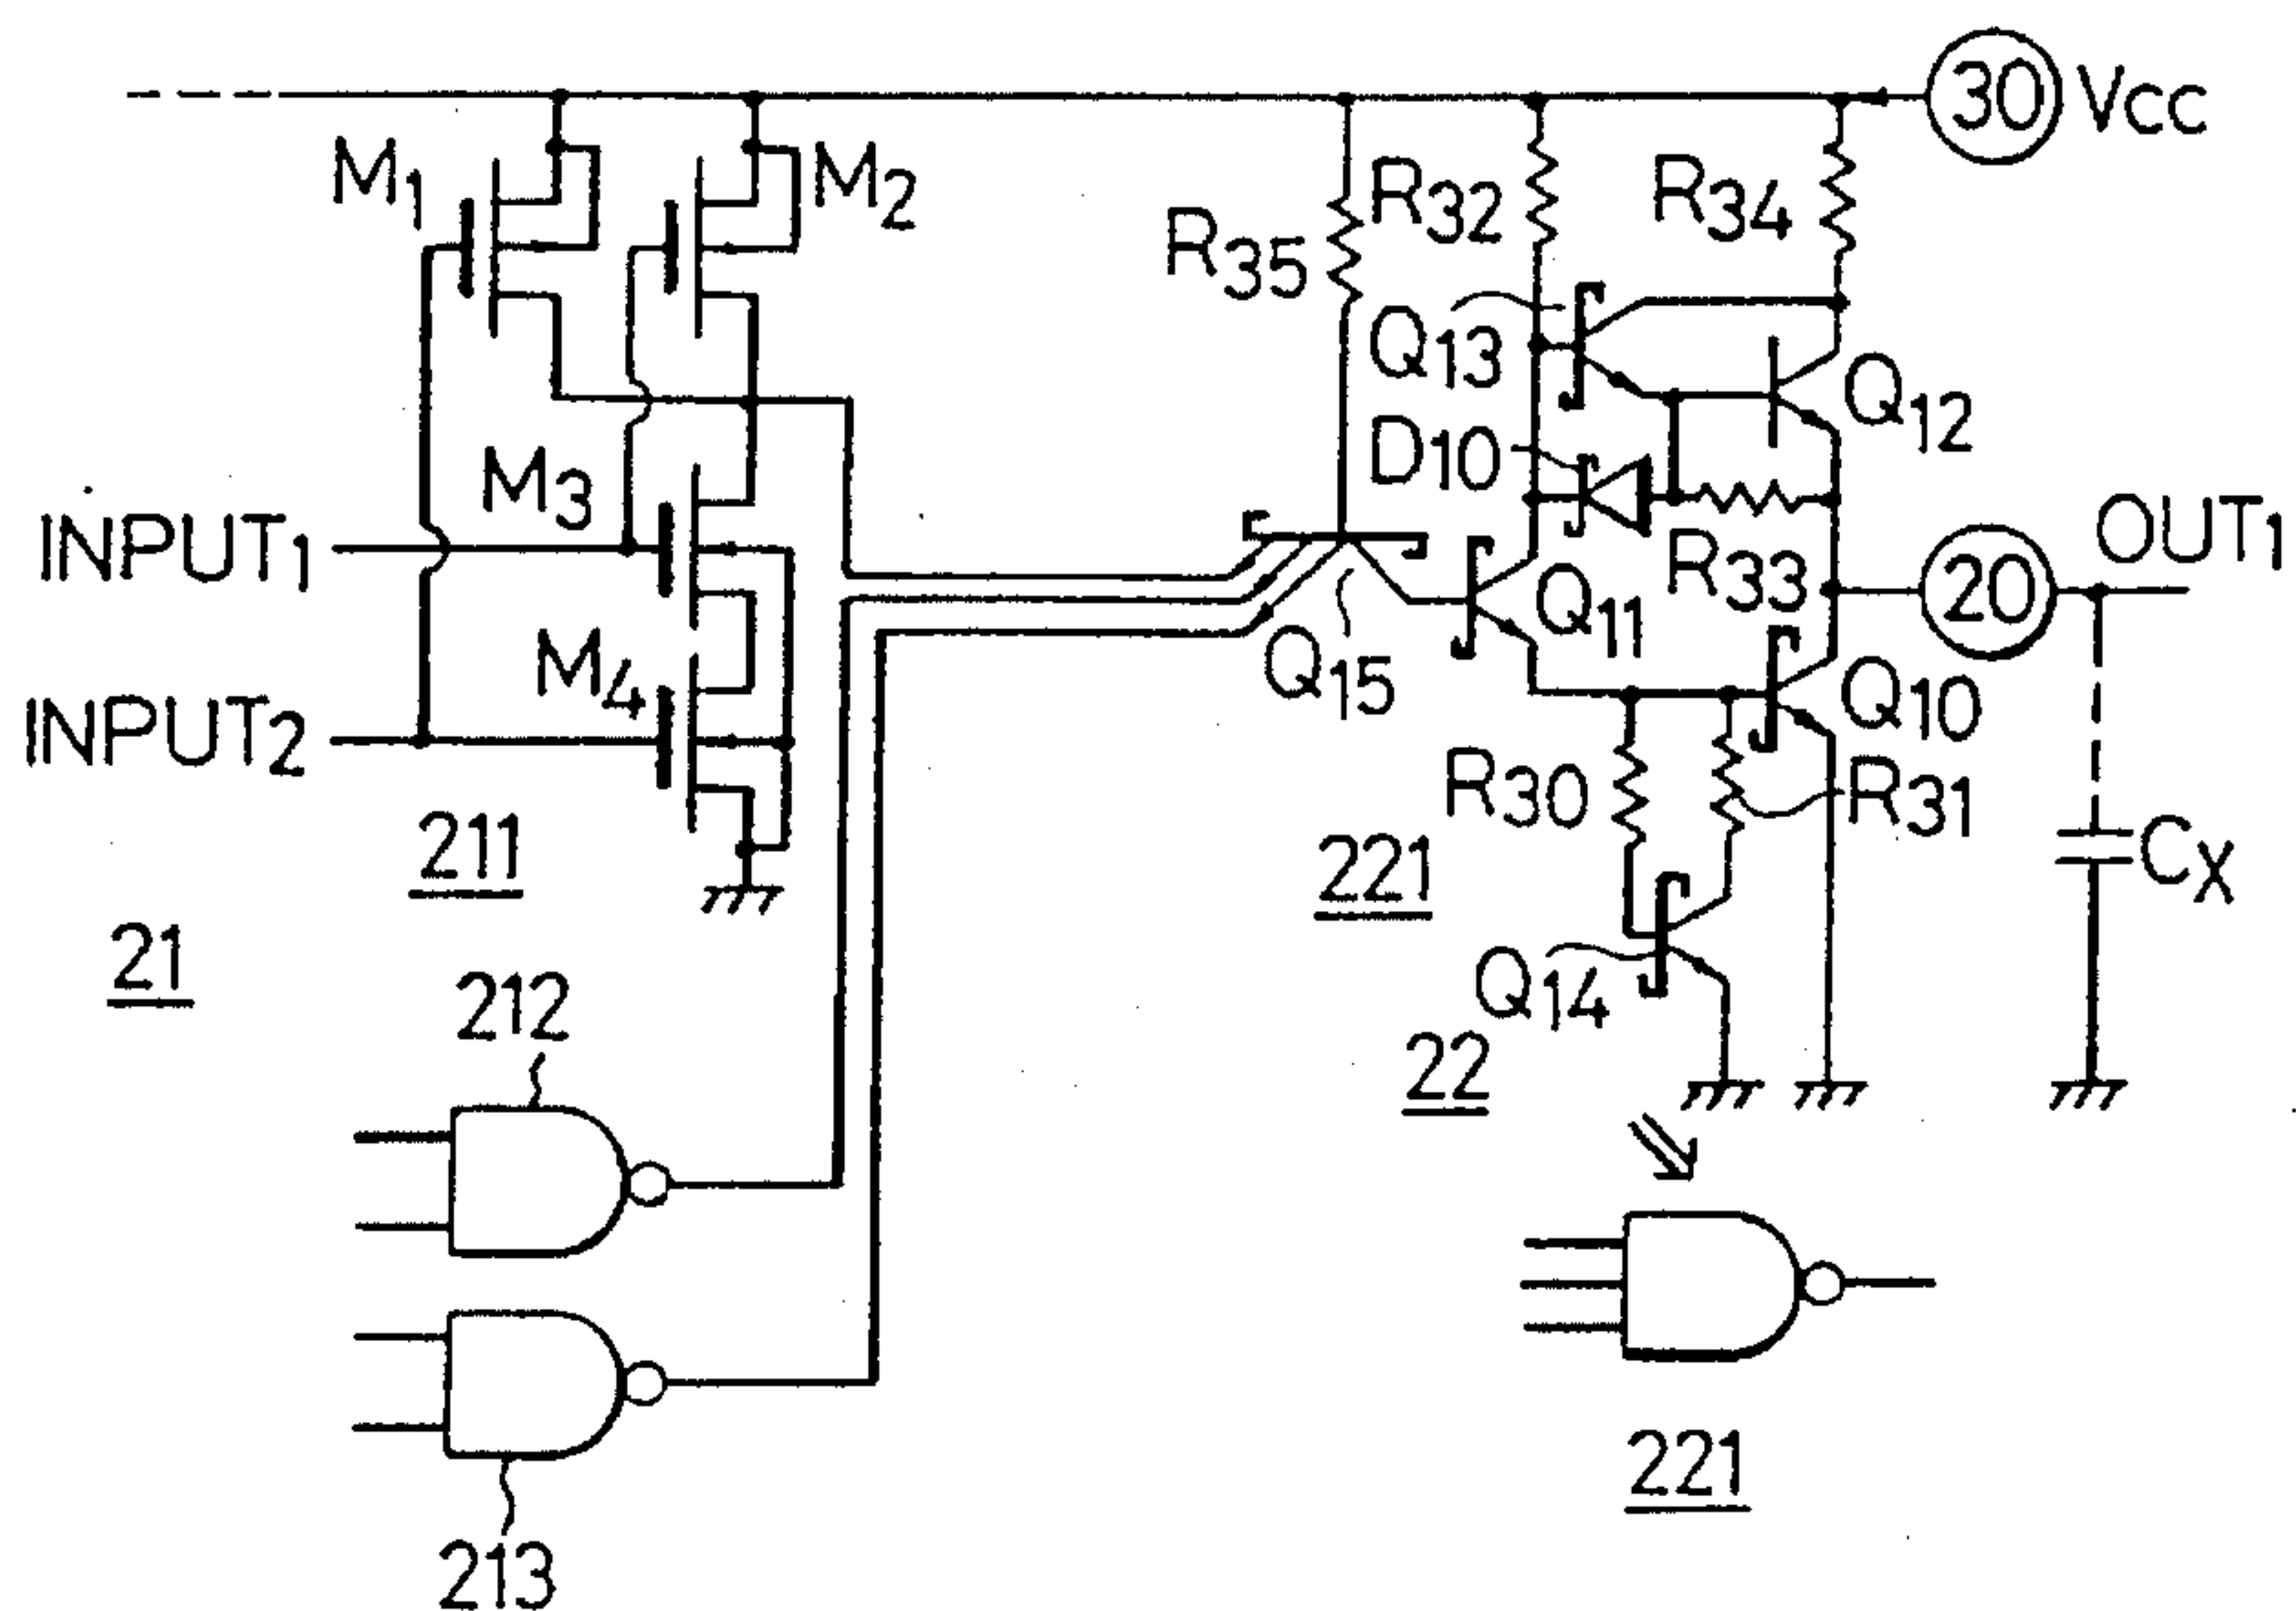 30 VCC
M1
M2
R35
R32
R34
Q13
Q12
D10
M3
INPUT1
R33
20
OUT1
Q11
M4
Q15
Q10
INPUT2
R30
R31
211
221
CX
21
Q14
212
22
221
213